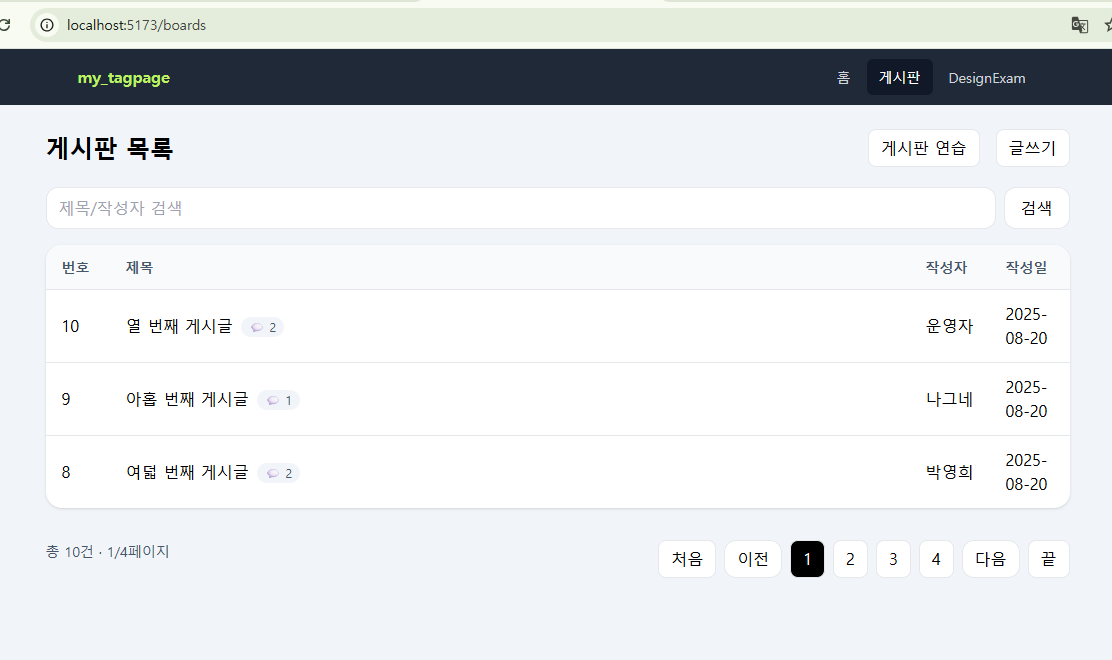 localhost:5173/boards
my_tagpage 홈 게시판 DesignExam
게시판 목록 게시판 연습 글쓰기
제목/작성자 검색 검색
번호 제목 작성자 작성일
10 열 번째 게시글 2 운영자 2025-
08-20
9 아홉 번째 게시글 1 나그네 2025-
08-20
8 여덟 번째 게시글 2 박영희 2025-
08-20
총 10건 · 1/4페이지 처음 이전 1 2 3 4 다음 끝